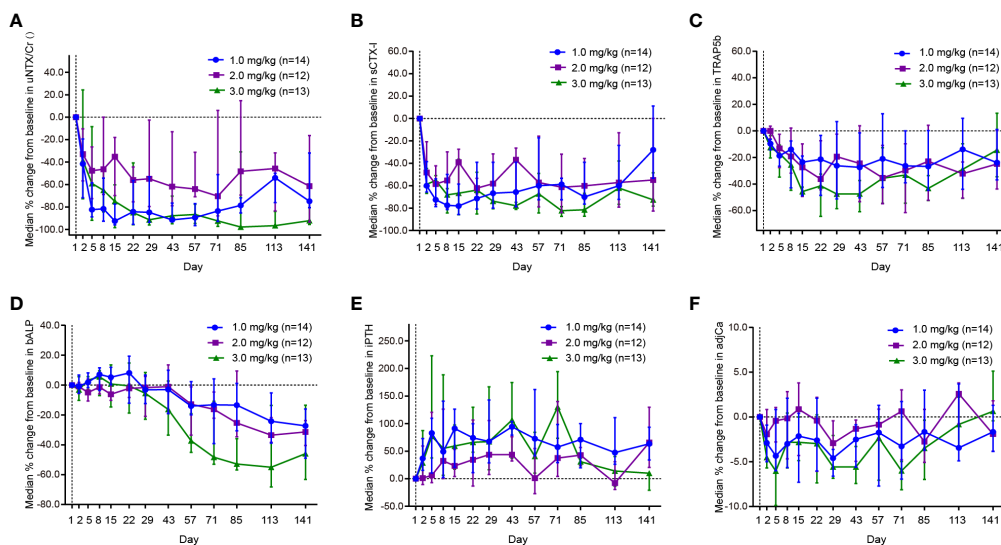 A
Median % change from baseline in uNTX/Cr ()
1.0 mg/kg (n=14)
2.0 mg/kg (n=12)
3.0 mg/kg (n=13)
40.0
20.0
0.0
-20.0
-40.0
-60.0
-80.0
-100.0
1 2 5 8 15 22 29 43 57 71 85 113 141
Day
B
Median % change from baseline in sCTX-I
1.0 mg/kg (n=14)
2.0 mg/kg (n=12)
3.0 mg/kg (n=13)
60.0
40.0
20.0
0.0
-20.0
-40.0
-60.0
-80.0
-100.0
1 2 5 8 15 22 29 43 57 71 85 113 141
Day
C
Median % change from baseline in TRAP5b
1.0 mg/kg (n=14)
2.0 mg/kg (n=12)
3.0 mg/kg (n=13)
60.0
40.0
20.0
0.0
-20.0
-40.0
-60.0
1 2 5 8 15 22 29 43 57 71 85 113 141
Day
D
Median % change from baseline in bALP
1.0 mg/kg (n=14)
2.0 mg/kg (n=12)
3.0 mg/kg (n=13)
40.0
20.0
0.0
-20.0
-40.0
-60.0
-80.0
1 2 5 8 15 22 29 43 57 71 85 113 141
Day
E
Median % change from baseline in iPTH
1.0 mg/kg (n=14)
2.0 mg/kg (n=12)
3.0 mg/kg (n=13)
250.0
200.0
150.0
100.0
50.0
0.0
-50.0
1 2 5 8 15 22 29 43 57 71 85 113 141
Day
F
Median % change from baseline in adjCa
1.0 mg/kg (n=14)
2.0 mg/kg (n=12)
3.0 mg/kg (n=13)
10.0
5.0
0.0
-5.0
-10.0
1 2 5 8 15 22 29 43 57 71 85 113 141
Day